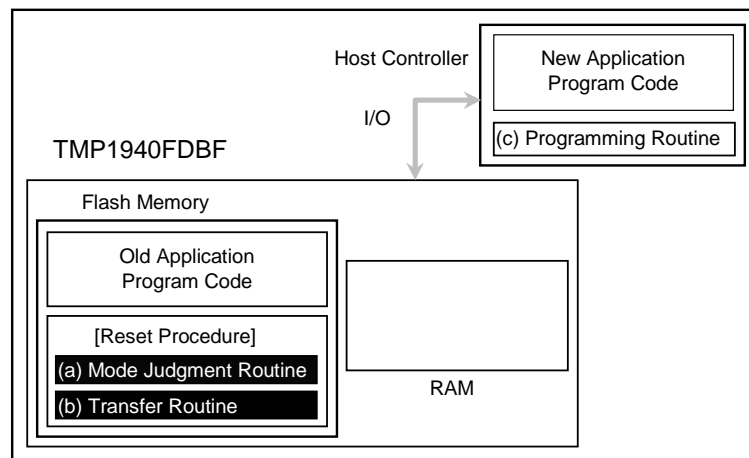 Host Controller
New Application
Program Code
(c) Programming Routine
I/O
TMP1940FDBF
Flash Memory
Old Application
Program Code
[Reset Procedure]
(a) Mode Judgment Routine
(b) Transfer Routine
RAM